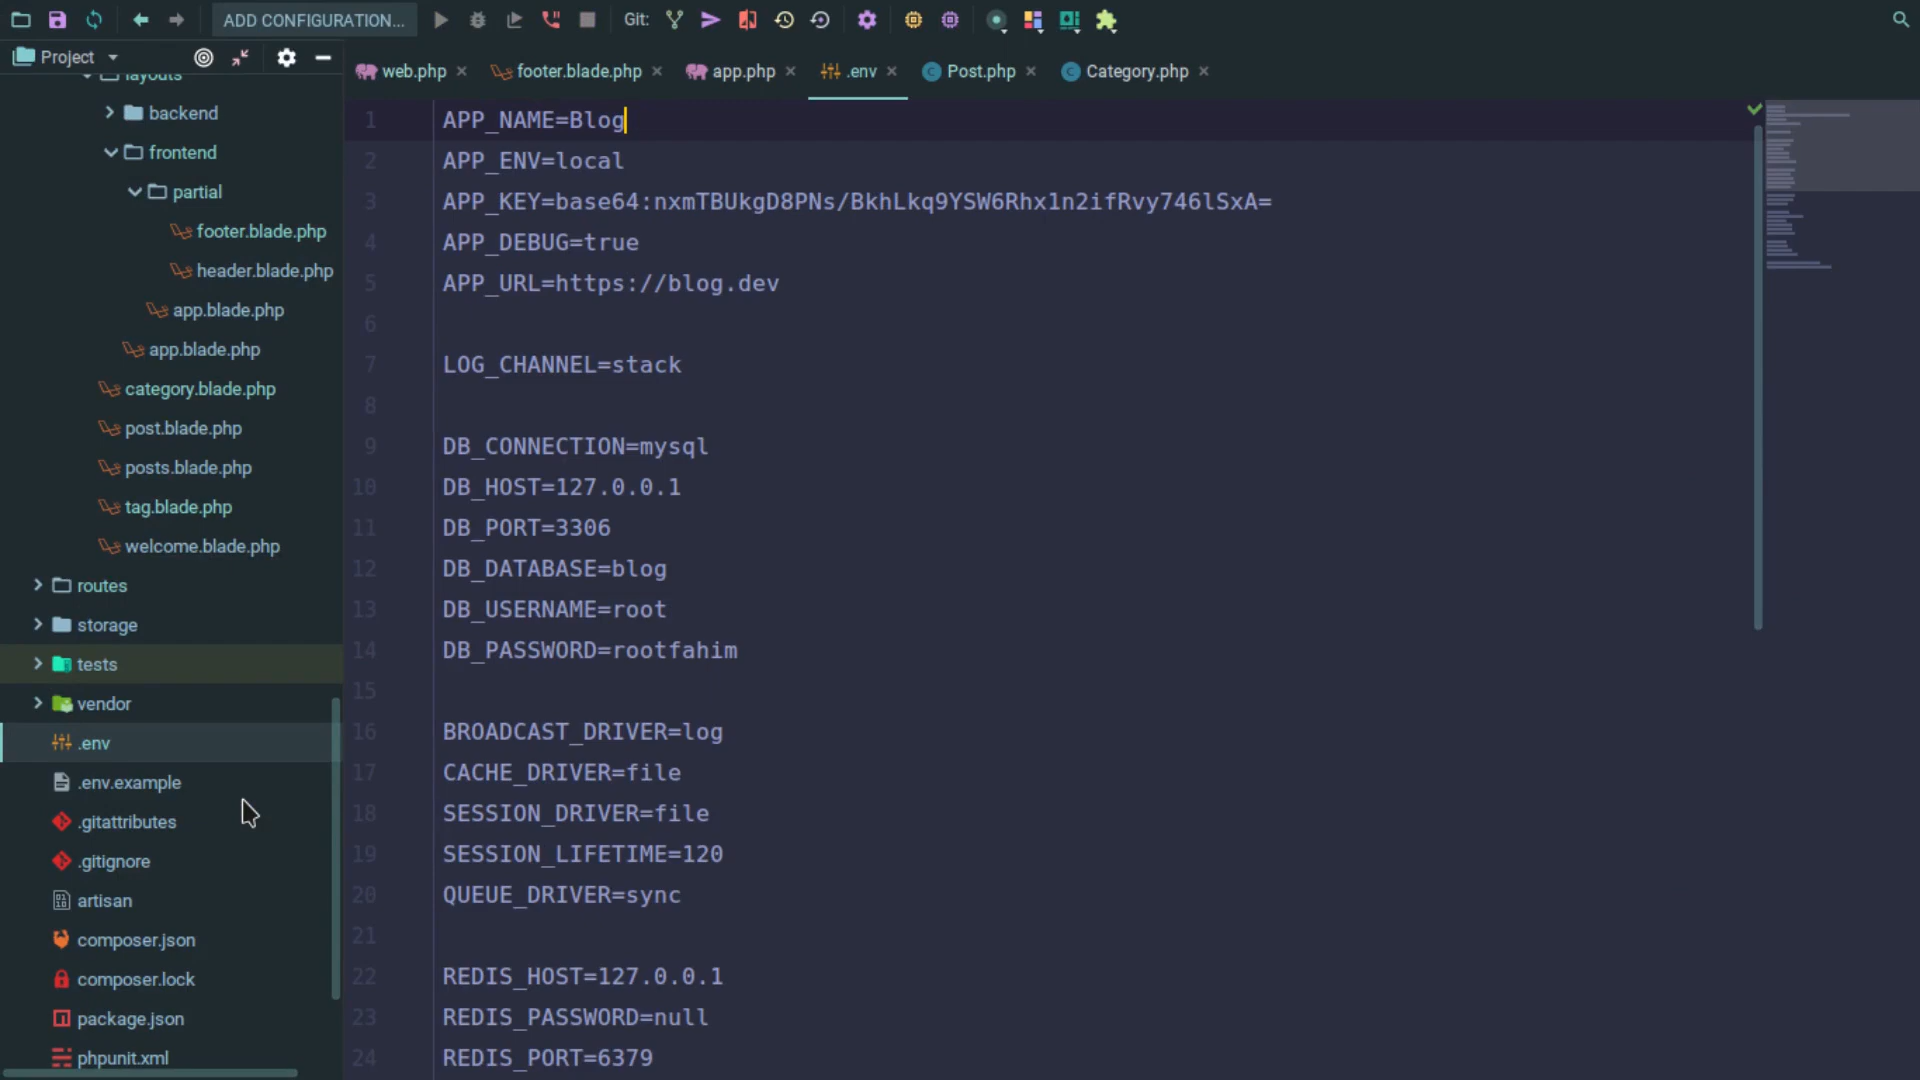 ADD CONFIGURATION...
Git:
Project
web.php
footer.blade.php
app.php
.env
Post.php
Category.php
layouts
backend
frontend
partial
footer.blade.php
header.blade.php
app.blade.php
app.blade.php
category.blade.php
post.blade.php
posts.blade.php
tag.blade.php
welcome.blade.php
routes
storage
tests
vendor
.env
.env.example
.gitattributes
.gitignore
artisan
composer.json
composer.lock
package.json
phpunit.xml
1 APP_NAME=Blog
2 APP_ENV=local
3 APP_KEY=base64:nxmTBUkgD8PNs/BkhLkq9YSW6Rhx1n2ifRvy746lSxA=
4 APP_DEBUG=true
5 APP_URL=https://blog.dev
6
7 LOG_CHANNEL=stack
8
9 DB_CONNECTION=mysql
10 DB_HOST=127.0.0.1
11 DB_PORT=3306
12 DB_DATABASE=blog
13 DB_USERNAME=root
14 DB_PASSWORD=rootfahim
15
16 BROADCAST_DRIVER=log
17 CACHE_DRIVER=file
18 SESSION_DRIVER=file
19 SESSION_LIFETIME=120
20 QUEUE_DRIVER=sync
21
22 REDIS_HOST=127.0.0.1
23 REDIS_PASSWORD=null
24 REDIS_PORT=6379